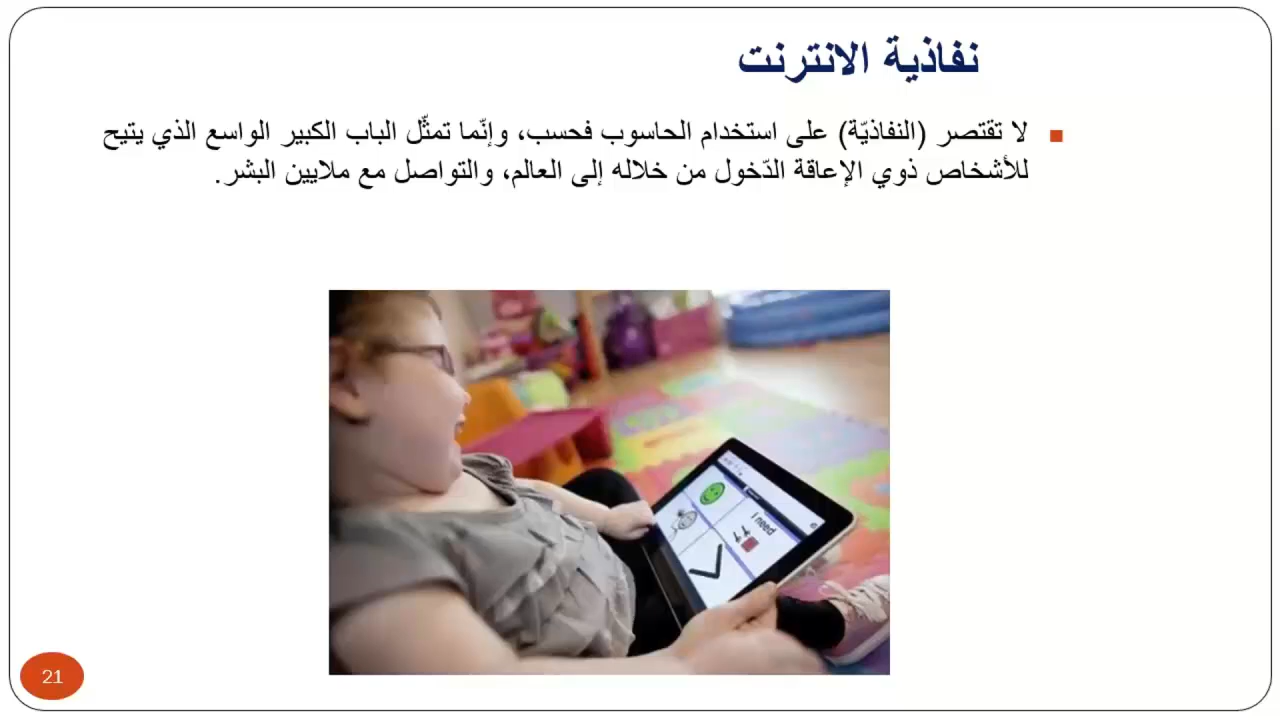 نفاذية الانترنت
لا تقتصر (النفاذيّة) على استخدام الحاسوب فحسب، وإنّما تمثّل الباب الكبير الواسع الذي يتيح
للأشخاص ذوي الإعاقة الدّخول من خلاله إلى العالم، والتواصل مع ملايين البشر.
I need
21